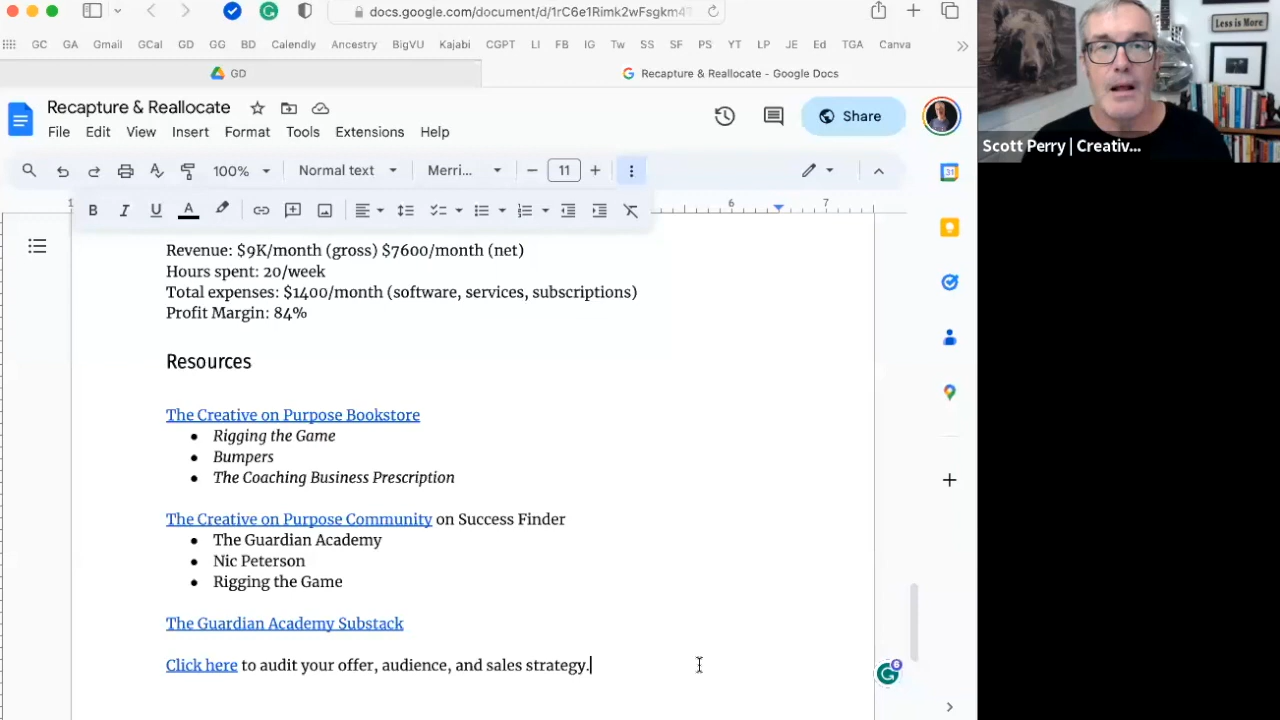 docs.google.com/document/d/1rC6e1Rimk2wFsgkm4
GC GA Gmail GCal GD GG BD Calendly Ancestry BigVU Kajabi CGPT LI FB IG Tw SS SF PS YT LP JE Ed TGA Canva
GD
Recapture & Reallocate - Google Docs
Recapture & Reallocate
File Edit View Insert Format Tools Extensions Help
Share
100% Normal text Merri... 11
1 6 7
Revenue: $9K/month (gross) $7600/month (net)
Hours spent: 20/week
Total expenses: $1400/month (software, services, subscriptions)
Profit Margin: 84%
Resources
The Creative on Purpose Bookstore
Rigging the Game
Bumpers
The Coaching Business Prescription
The Creative on Purpose Community on Success Finder
The Guardian Academy
Nic Peterson
Rigging the Game
The Guardian Academy Substack
Click here to audit your offer, audience, and sales strategy.
6
31
Less is More
Scott Perry | Creativ...